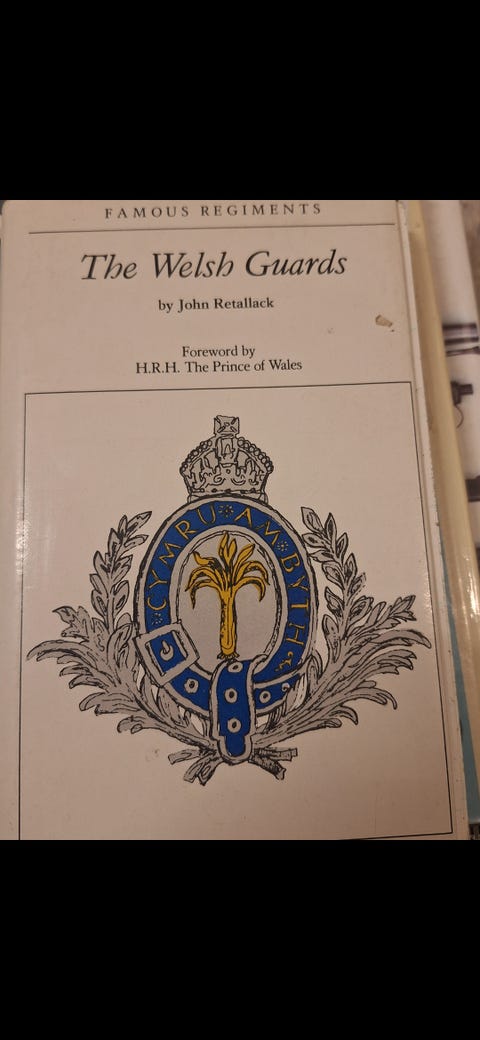 FAMOUS REGIMENTS
The Welsh Guards
by John Retallack
Foreword by
H.R.H. The Prince of Wales
CYMRU AM BYTH